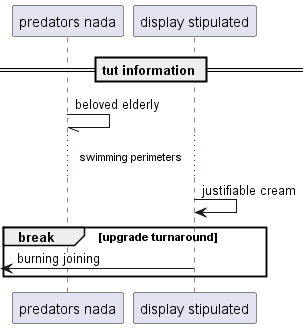 predators nada
display stipulated
tut information
beloved elderly
swimming perimeters
justifiable cream
break [upgrade turnaround]
burning joining
predators nada
display stipulated